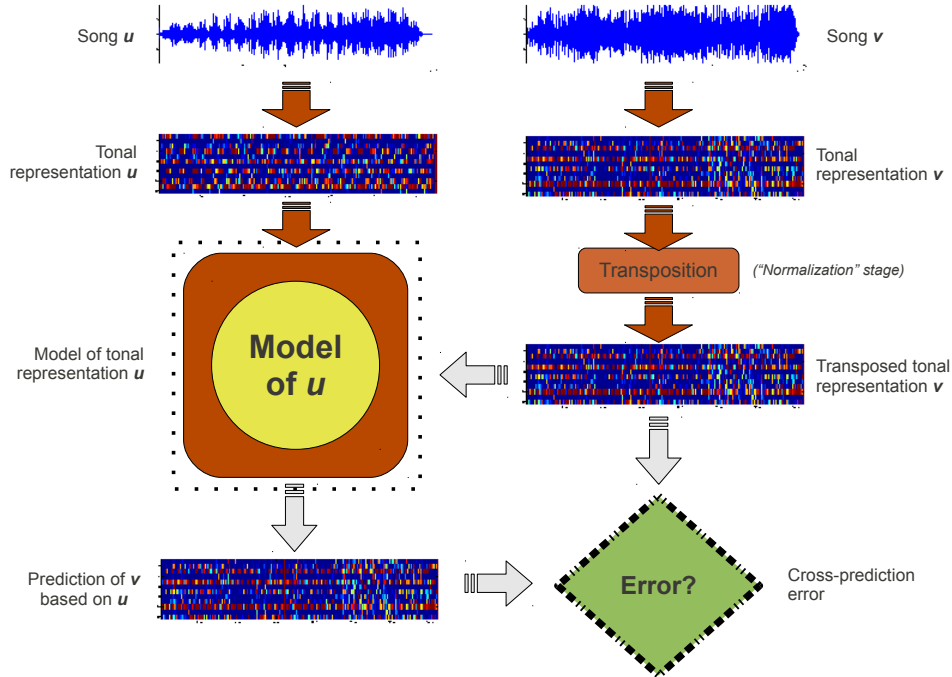 Song u
Song v
Tonal
representation u
Tonal
representation v
Transposition
("Normalization" stage)
Model of tonal
representation u
Model
of u
Transposed tonal
representation v
Prediction of v
based on u
Error?
Cross-prediction
error